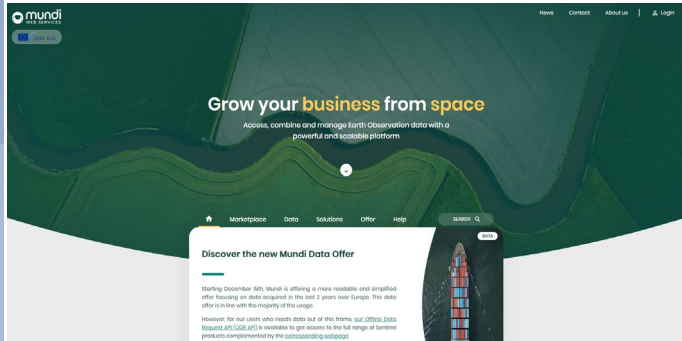 mundi
WEB SERVICES
News Contact About us Login
Grow your business from space
Access, combine and manage Earth Observation data with a
powerful and scalable platform
Marketplace Data Solutions Offer Help SEARCH
DATA
Discover the new Mundi Data Offer
Starting December 15th, Mundi is offering a more readable and simplified
offer focusing on data acquired in the last 2 years over Europe. This data
offer is in line with the majority of the usage.
However, for our users who needs data out of this frame, our Offline Data
Request API (ODR API) is available to get access to the full range of Sentinel
products complemented by the corresponding webpage